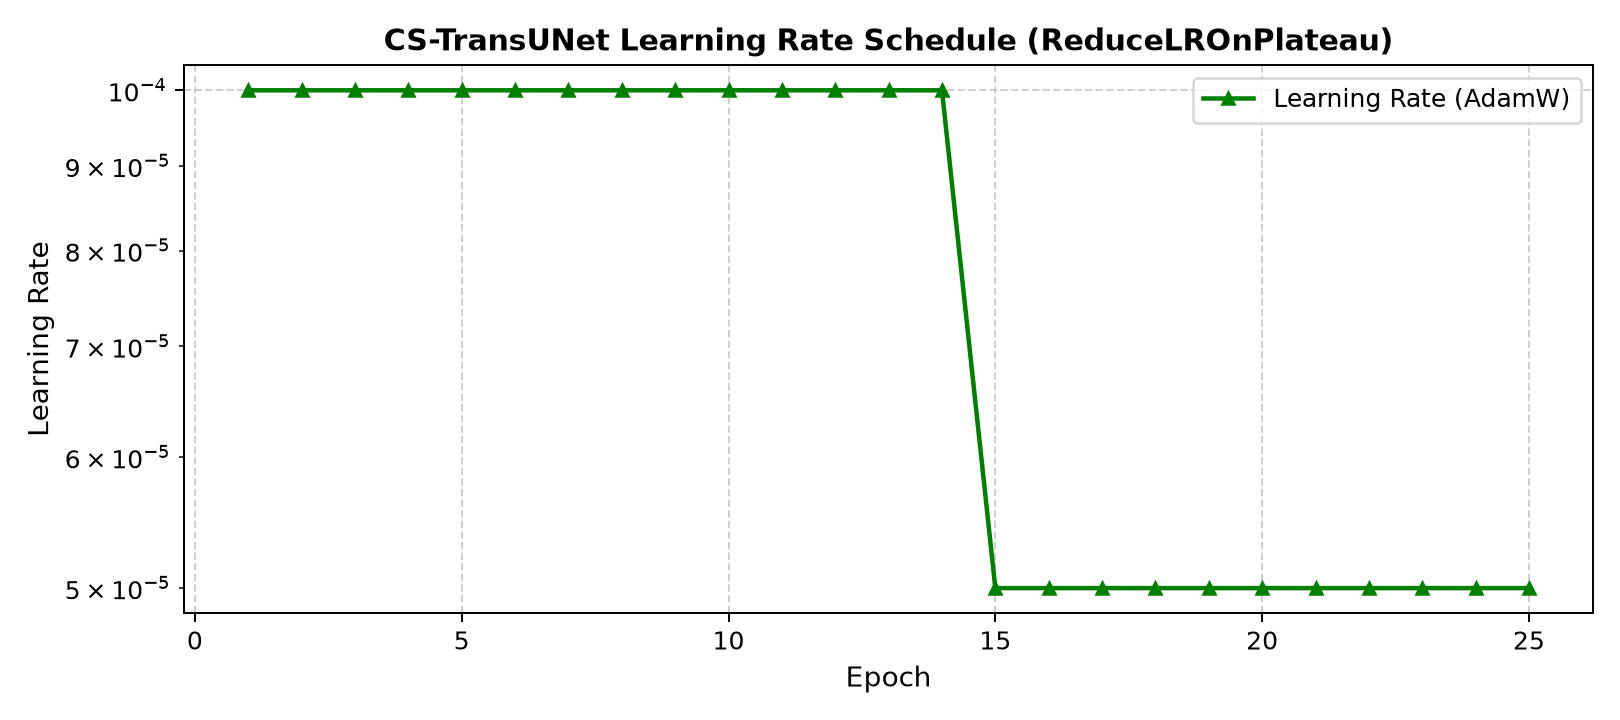 CS-TransUNet Learning Rate Schedule (ReduceLROnPlateau)
Learning Rate (AdamW)
Learning Rate
10⁻⁴
9 × 10⁻⁵
8 × 10⁻⁵
7 × 10⁻⁵
6 × 10⁻⁵
5 × 10⁻⁵
0 5 10 15 20 25
Epoch